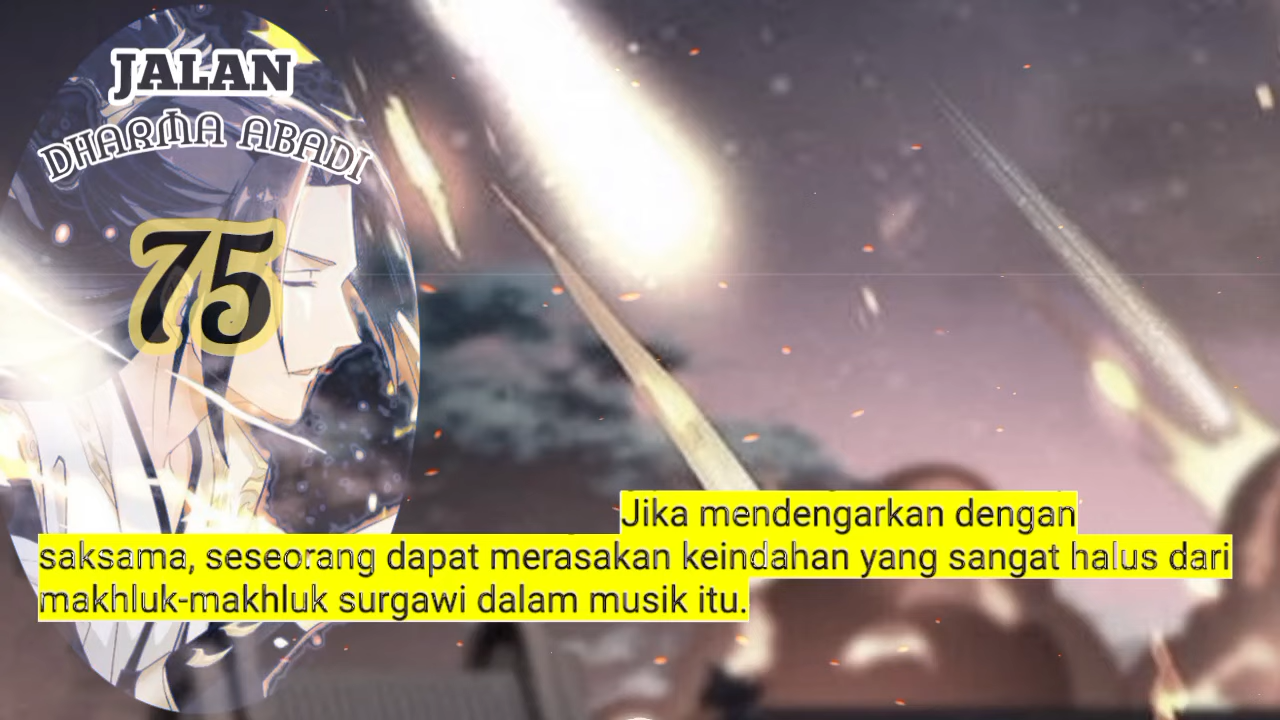 JALAN
DHARMA ABADI
75
Jika mendengarkan dengan
saksama, seseorang dapat merasakan keindahan yang sangat halus dari
makhluk-makhluk surgawi dalam musik itu.